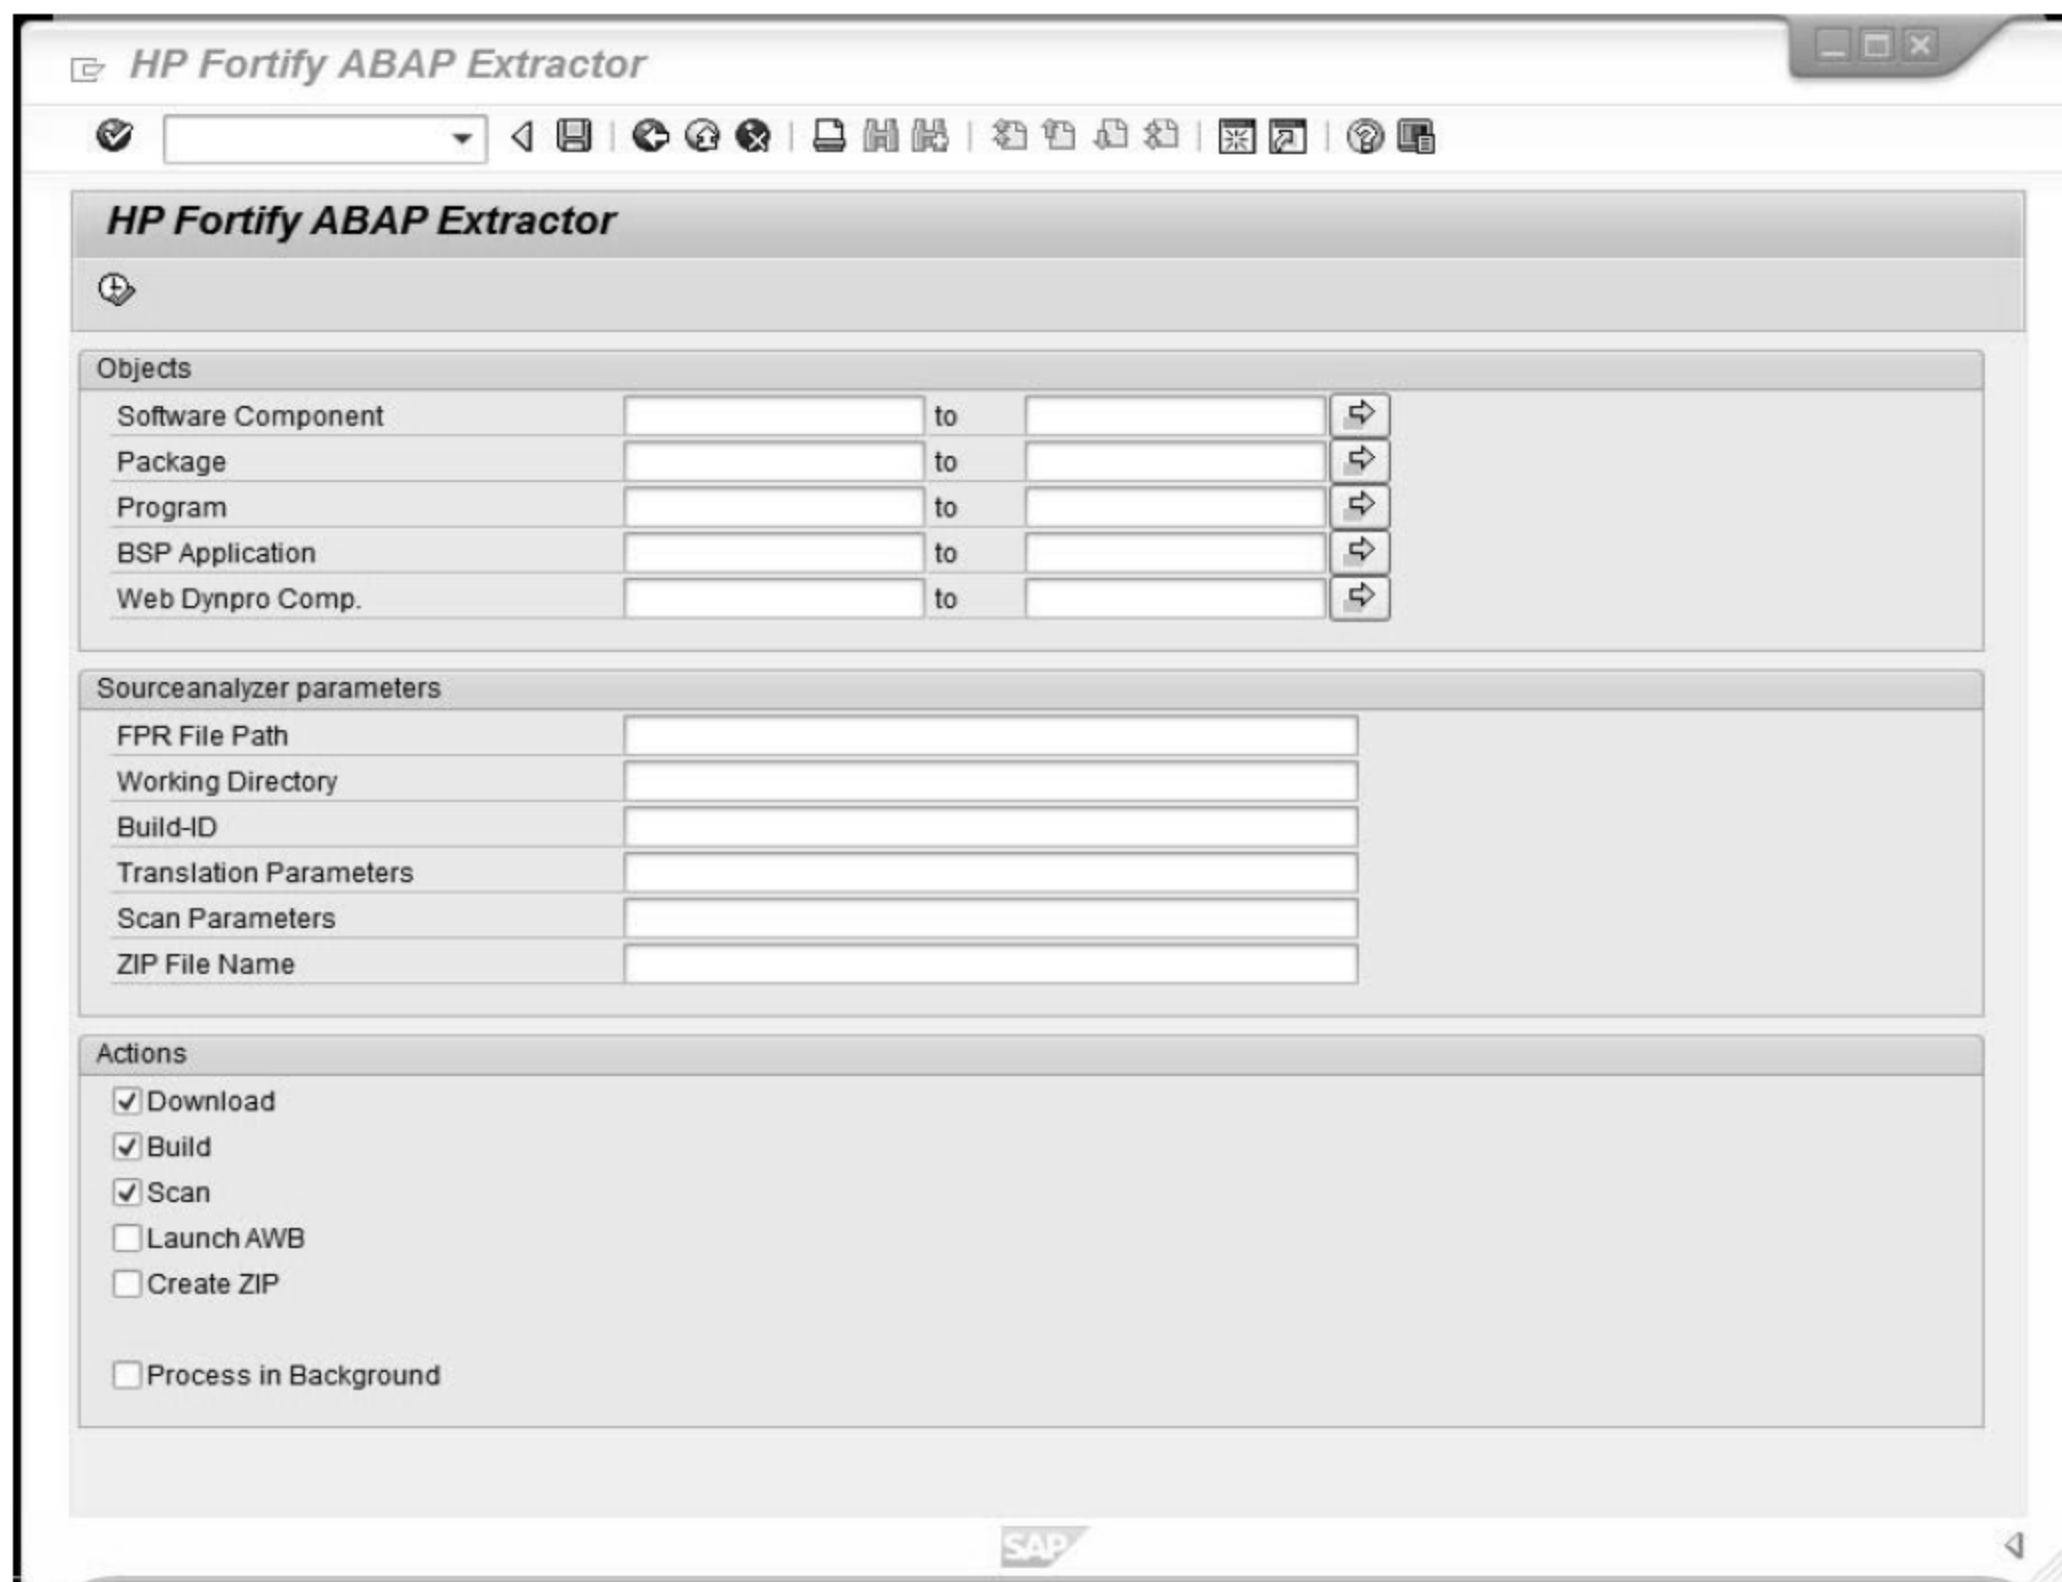 HP Fortify ABAP Extractor
HP Fortify ABAP Extractor
Objects
Software Component to
Package to
Program to
BSP Application to
Web Dynpro Comp. to
Sourceanalyzer parameters
FPR File Path
Working Directory
Build-ID
Translation Parameters
Scan Parameters
ZIP File Name
Actions
Download
Build
Scan
Launch AWB
Create ZIP
Process in Background
SAP